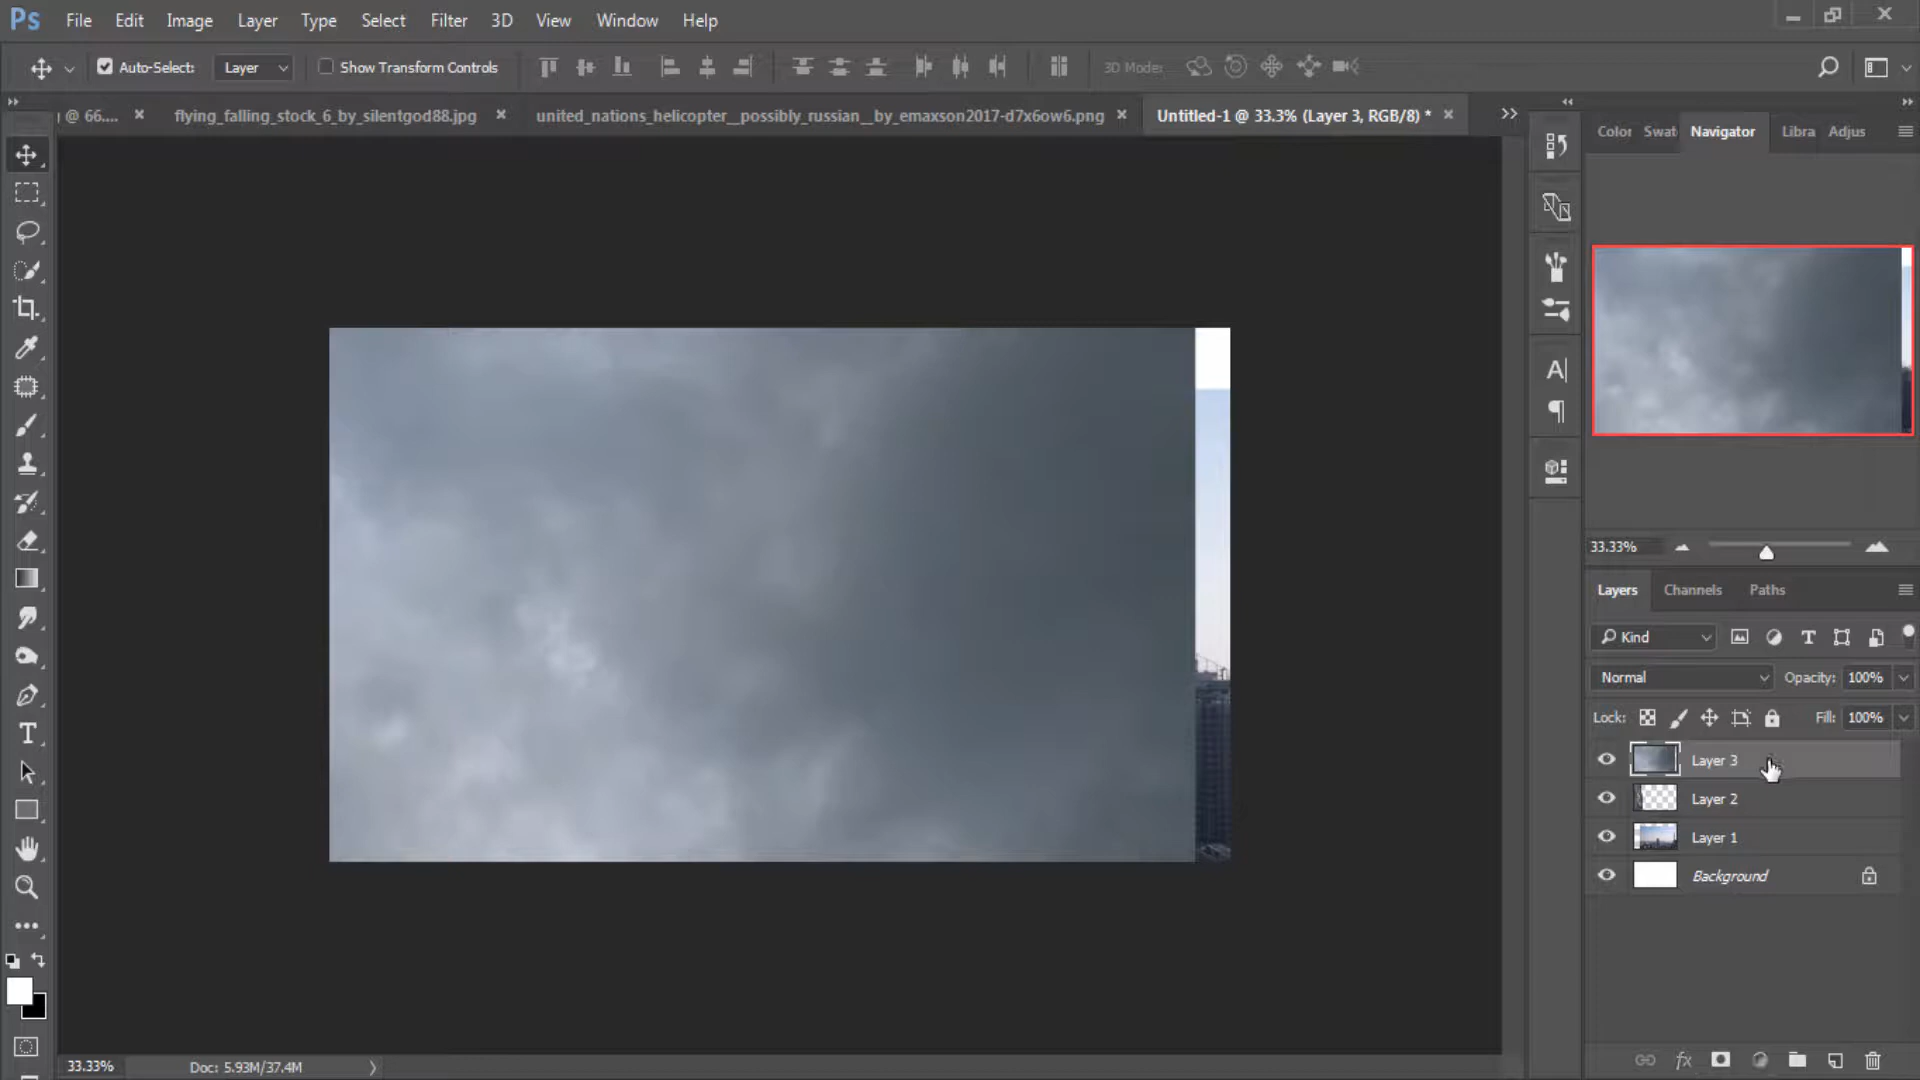 Ps File Edit Image Layer Type Select Filter 3D View Window Help
Auto-Select: Layer Show Transform Controls 3D Mode:
@ 66.... × flying_falling_stock_6_by_silentgod88.jpg × united_nations_helicopter__possibly_russian__by_emaxson2017-d7x6ow6.png × Untitled-1 @ 33.3% (Layer 3, RGB/8) * ×
Color Swat Navigator Libra Adjus
33.33%
Layers Channels Paths
Kind
Normal Opacity: 100%
Lock: Fill: 100%
Layer 3
Layer 2
Layer 1
Background
33.33% Doc: 5.93M/37.4M